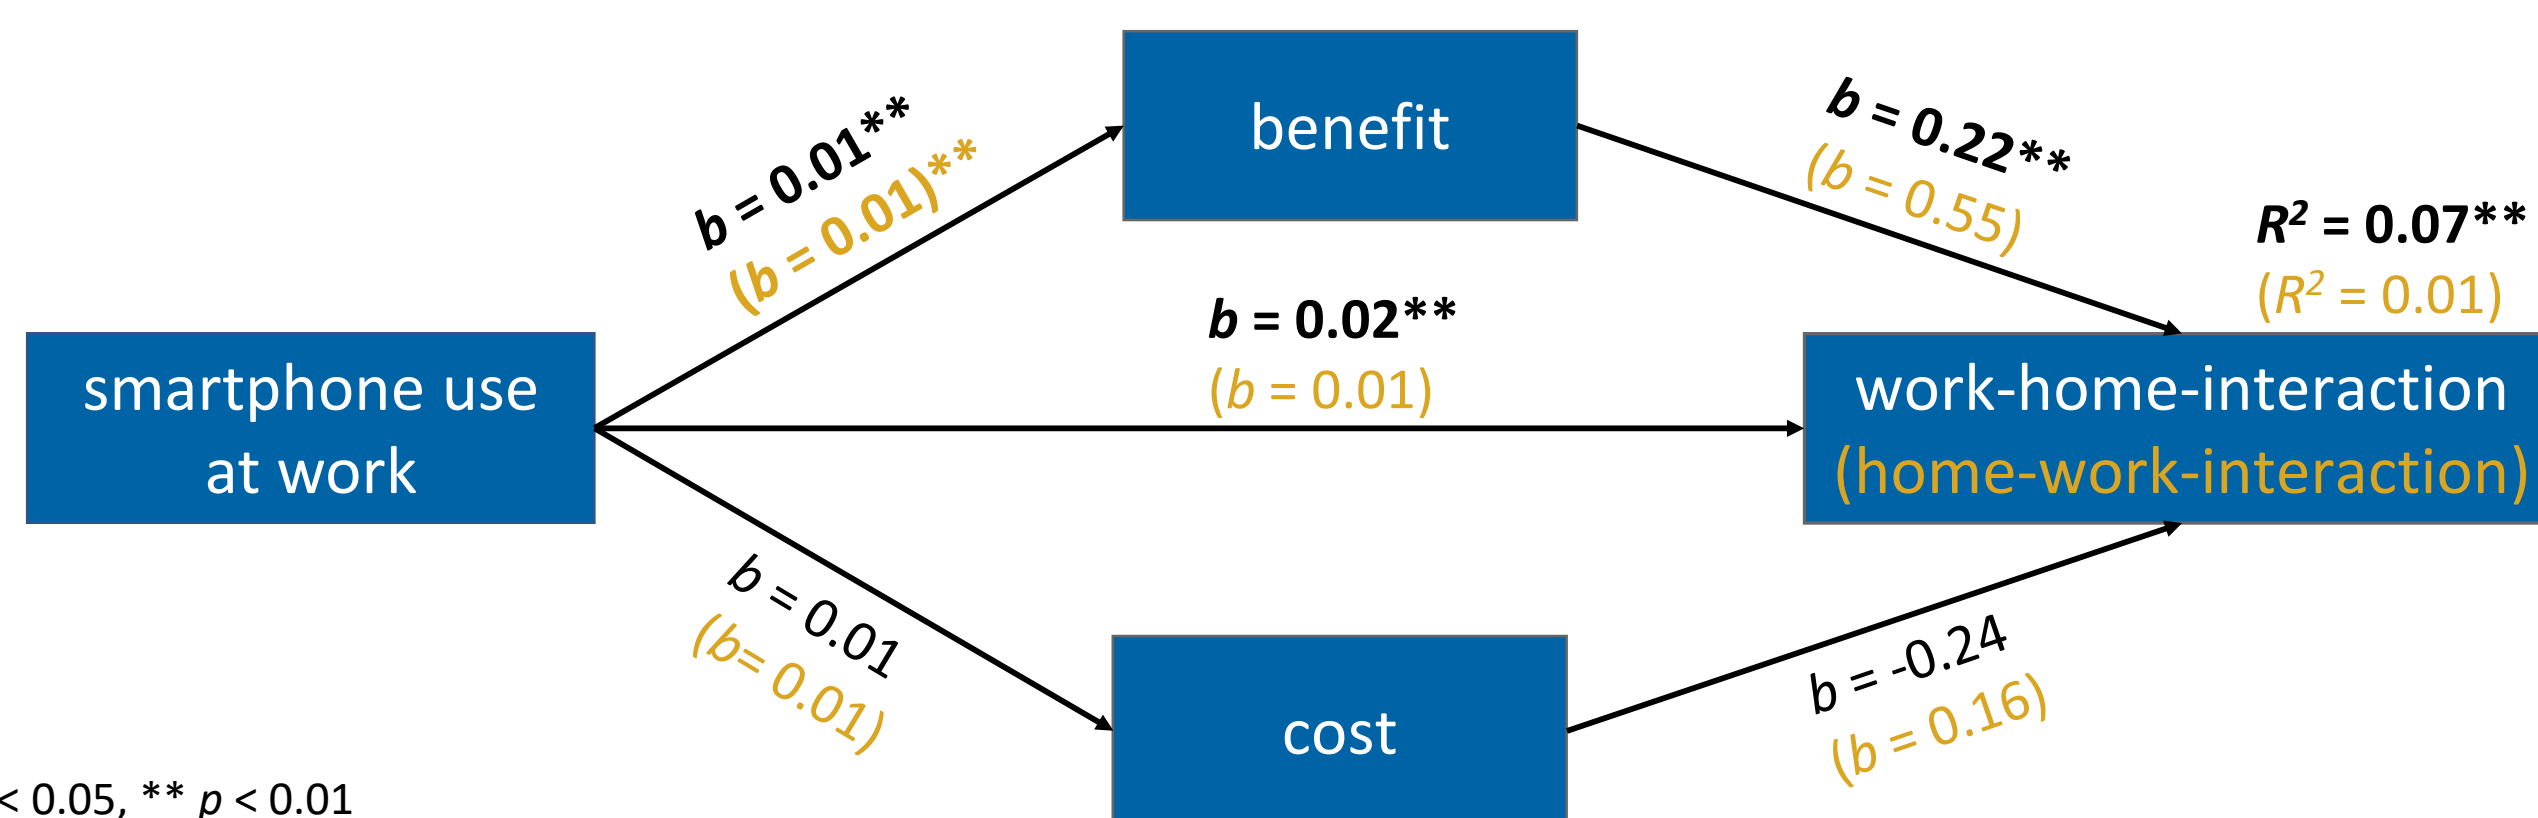 b = 0.01**
(b = 0.01)**
benefit
b = 0.22**
(b = 0.55)
R² = 0.07**
(R² = 0.01)
b = 0.02**
(b = 0.01)
smartphone use
at work
work-home-interaction
(home-work-interaction)
b = 0.01
(b= 0.01)
cost
b = -0.24
(b = 0.16)
< 0.05, ** p < 0.01